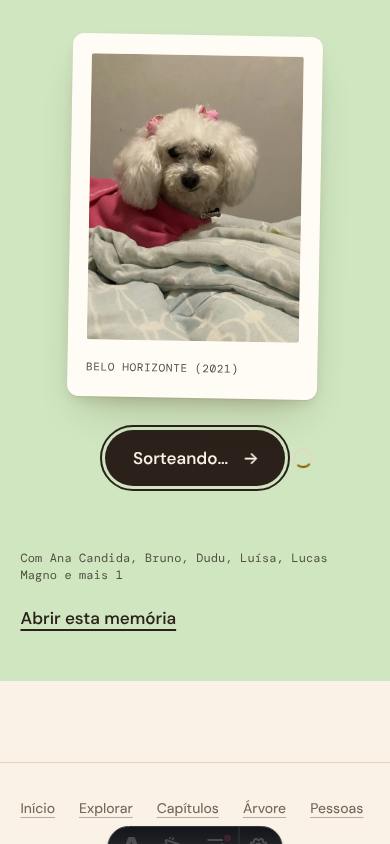 BELO HORIZONTE (2021)
Sorteando… →
Com Ana Candida, Bruno, Dudu, Luísa, Lucas
Magno e mais 1
Abrir esta memória
Início Explorar Capítulos Árvore Pessoas